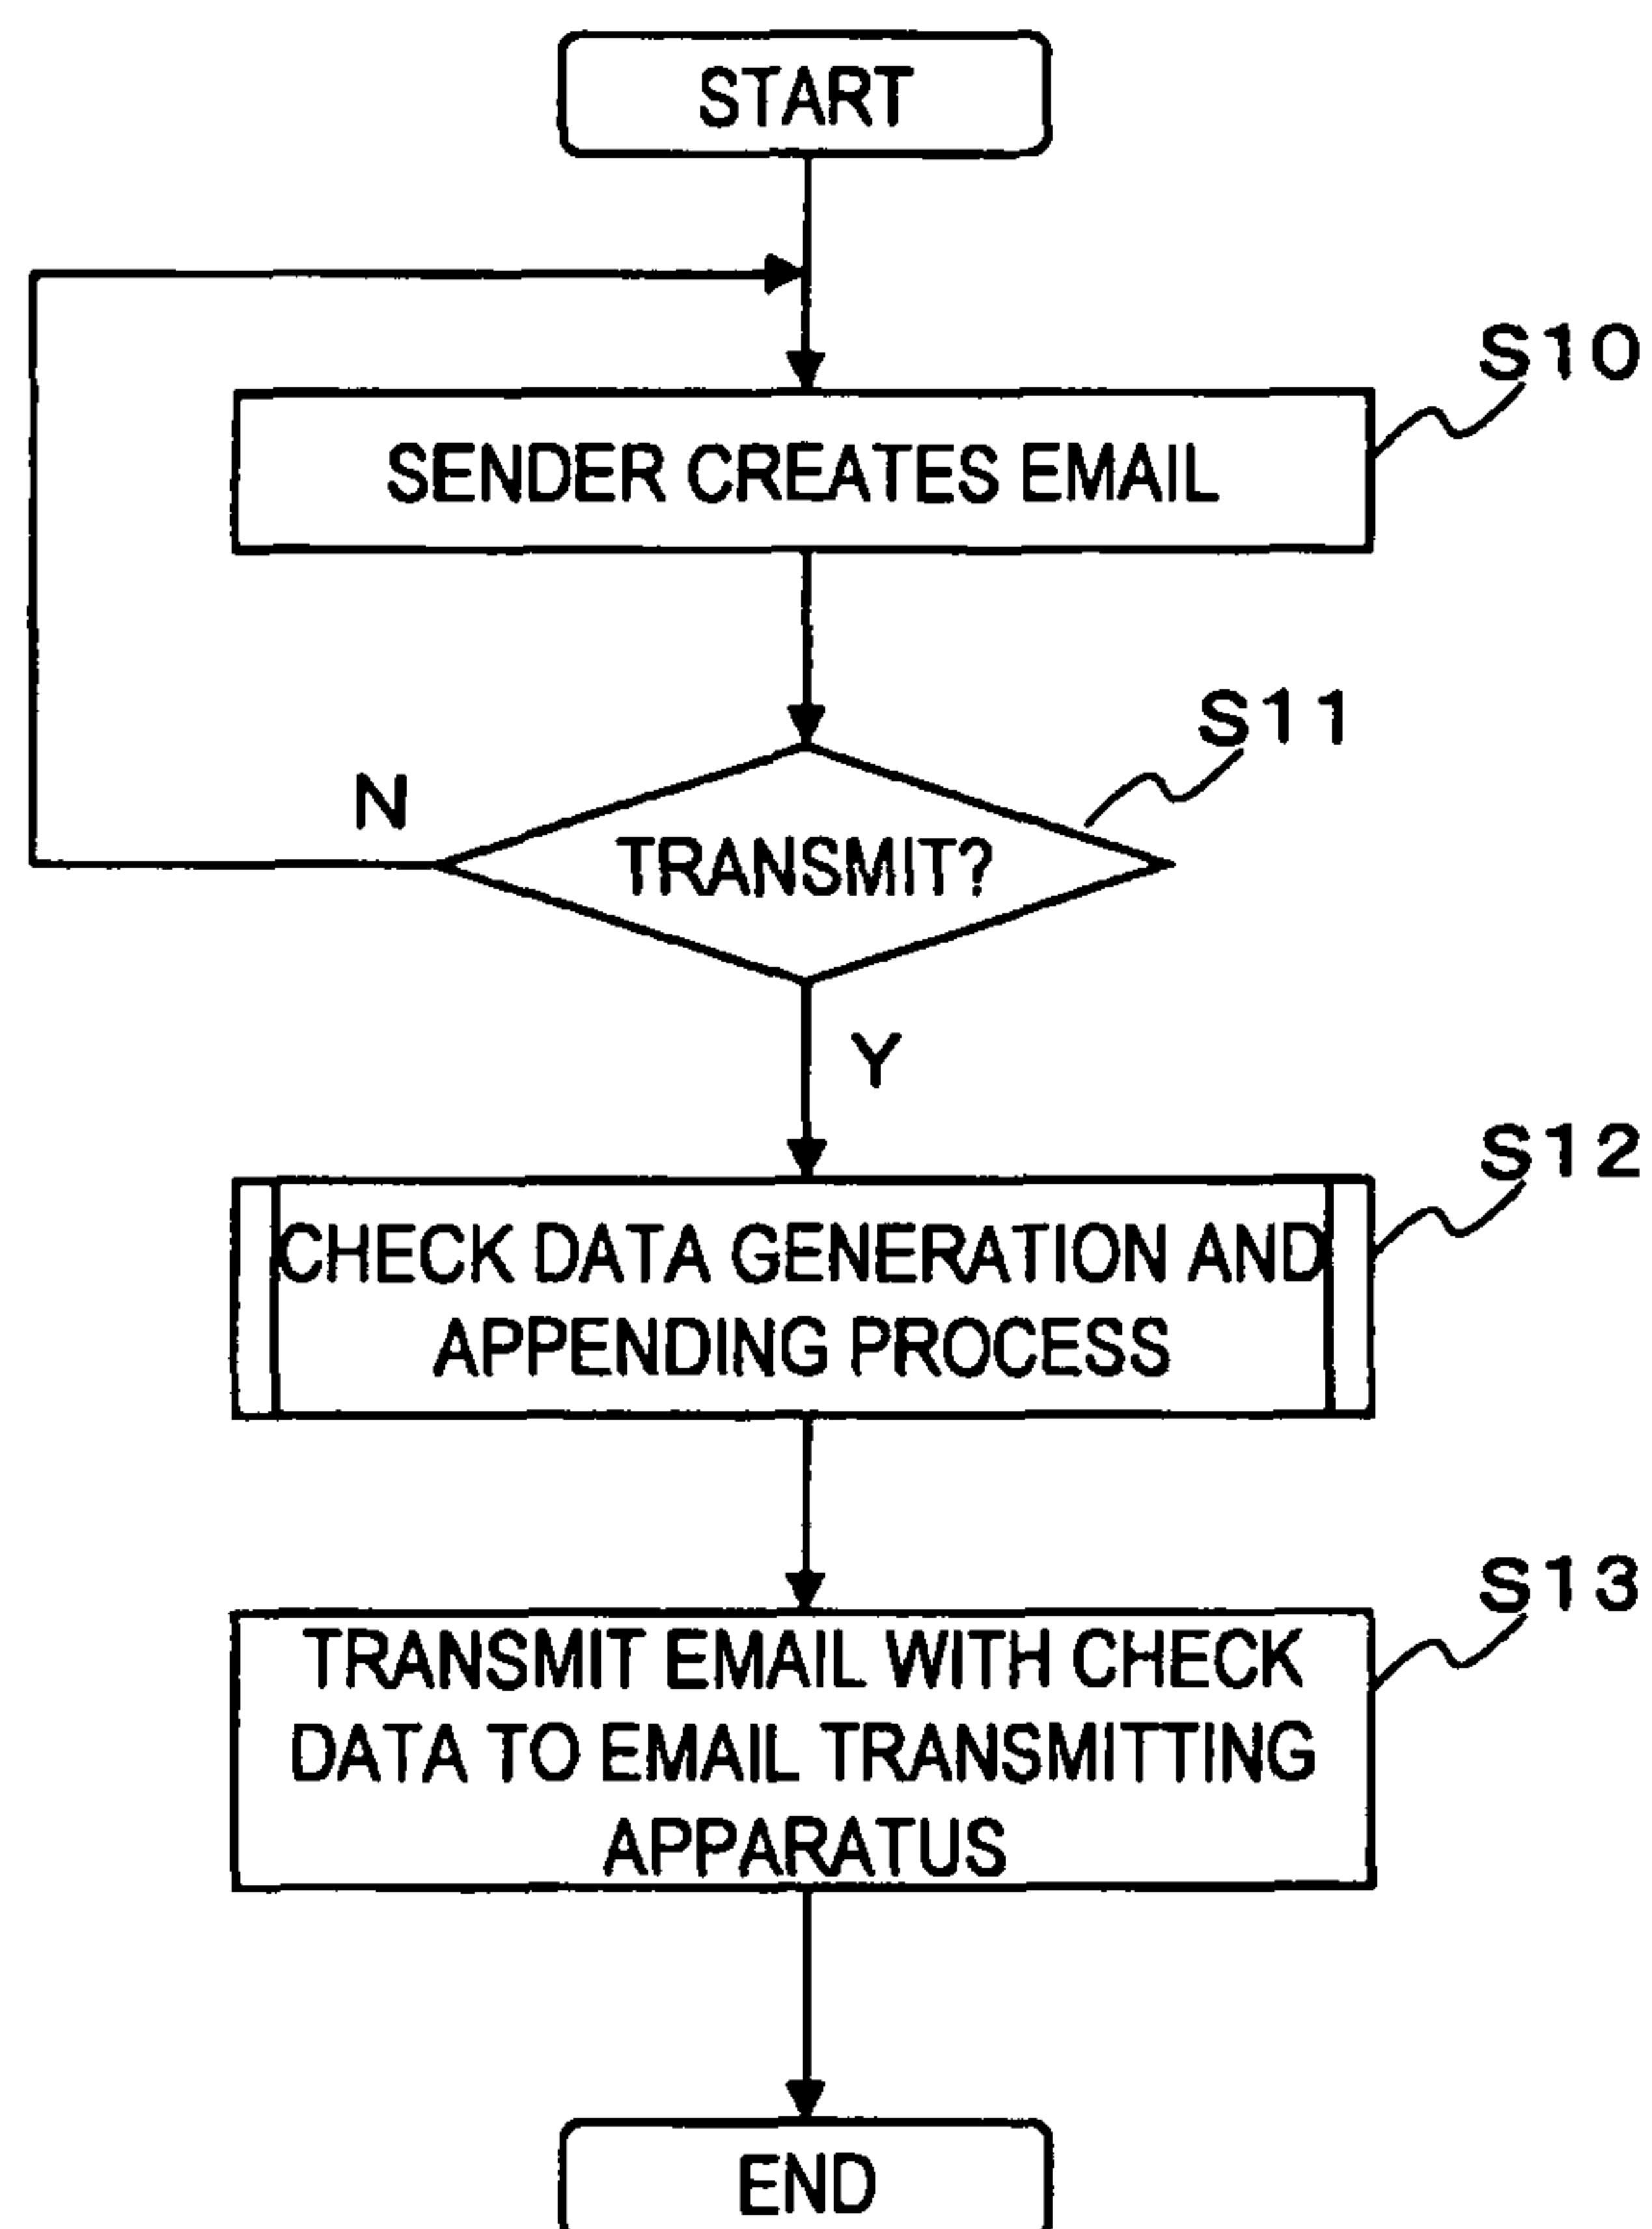 START
S10
SENDER CREATES EMAIL
S11
N
TRANSMIT?
Y
S12
CHECK DATA GENERATION AND
APPENDING PROCESS
S13
TRANSMIT EMAIL WITH CHECK
DATA TO EMAIL TRANSMITTING
APPARATUS
END